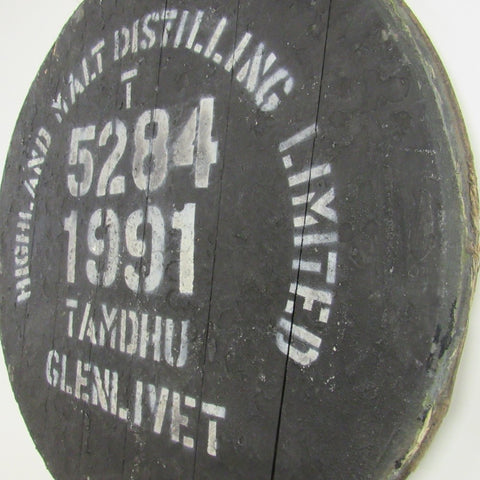 HIGHLAND MALT DISTILLING LIMITED
T
5284
1991
TAMDHU
GLENLIVET